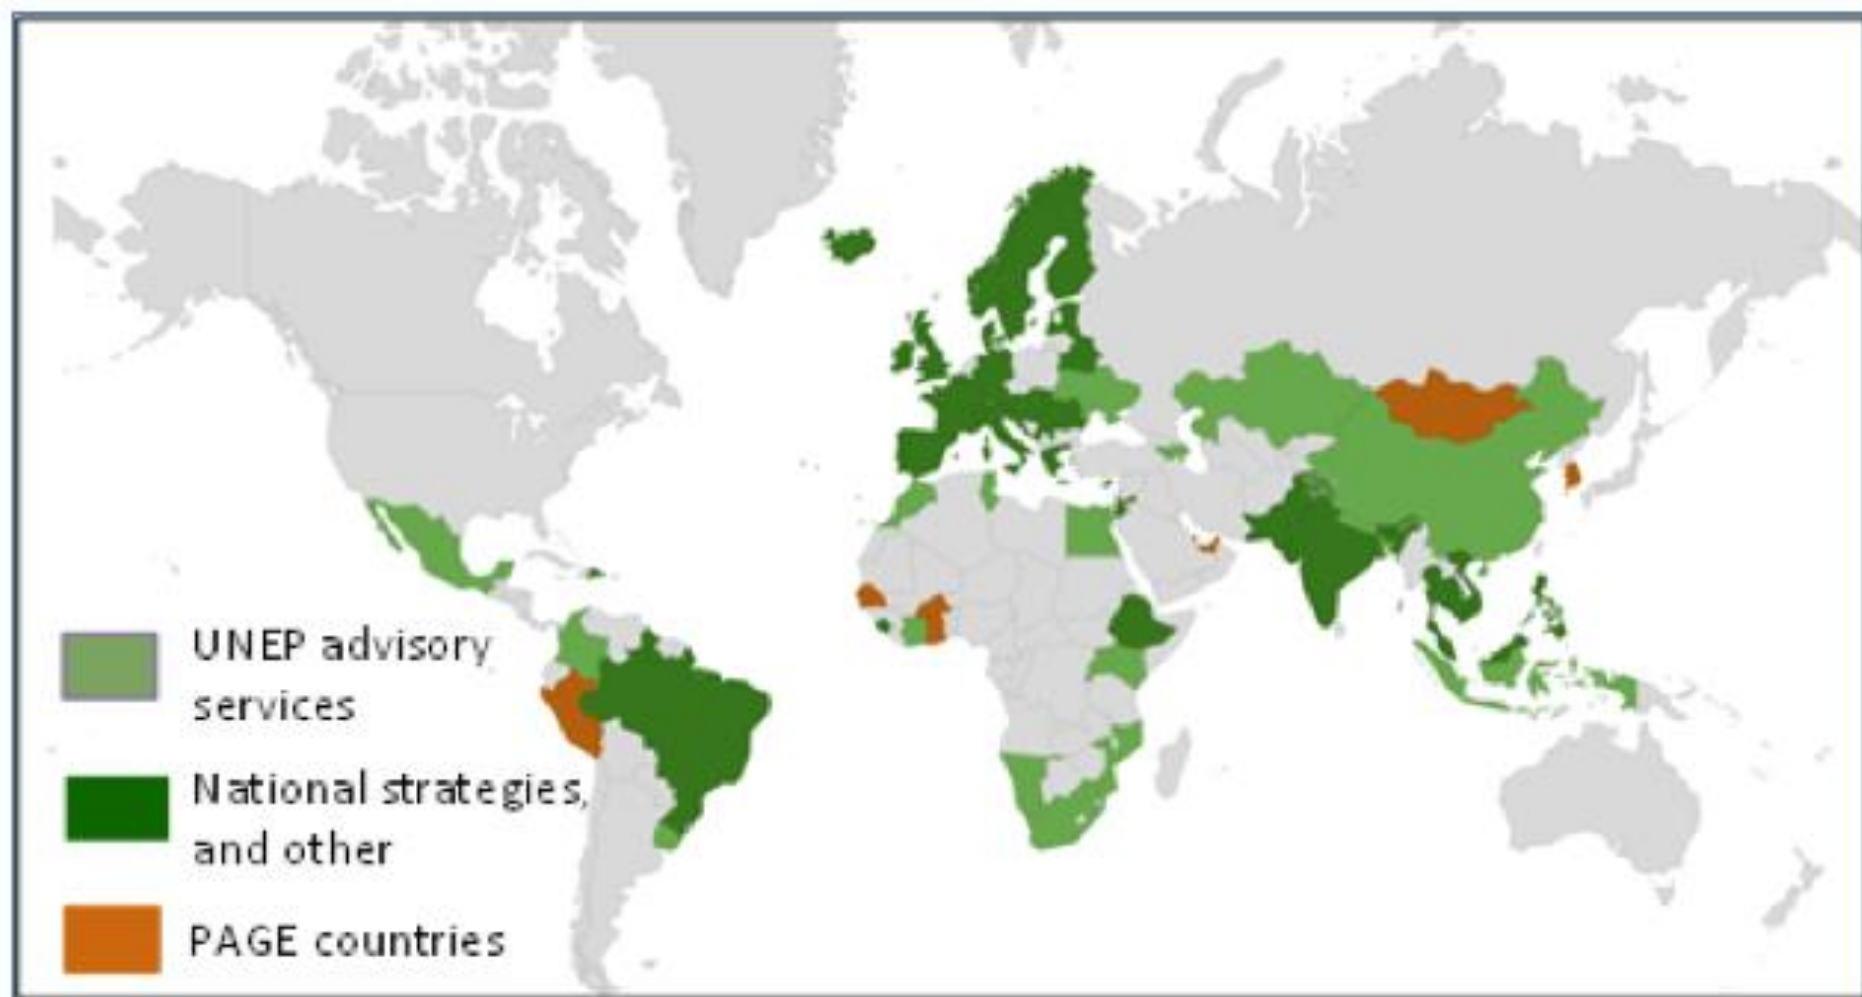 UNEP advisory
services
National strategies,
and other
PAGE countries